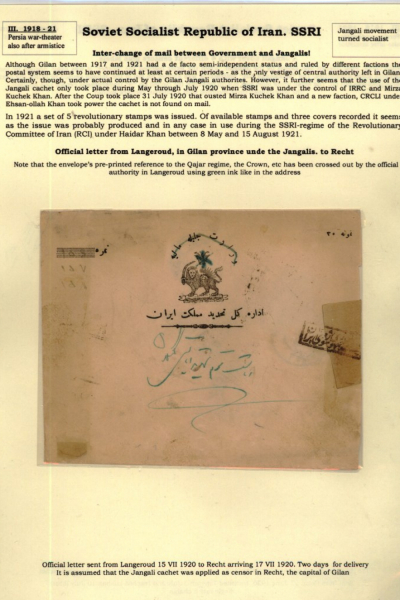 III. 1918 - 21
Persia war-theater
also after armistice
Soviet Socialist Republic of Iran. SSRI
Jangali movement
turned socialist
Inter-change of mail between Government and Jangalis!
Although Gilan between 1917 and 1921 had a de facto semi-independent status and ruled by different factions the
postal system seems to have continued at least at certain periods - as the only vestige of central authority left in Gilan.
Certainly, though, under actual control by the Gilan Jangali authorites. However, it further seems that the use of the
Jangali cachet only took place during May through July 1920 when SSRI was under the control of IRRC and Mirza
Kuchek Khan. After the Coup took place 31 July 1920 that ousted Mirza Kuchek Khan and a new faction, CRCLI under
Ehsan-ollah Khan took power the cachet is not found on mail.
In 1921 a set of 5 revolutionary stamps was issued. Of available stamps and three covers recorded it seems
as the issue was probably produced and in any case in use during the SSRI-regime of the Revolutionary
Committee of Iran (RCI) under Haidar Khan between 8 May and 15 August 1921.
Official letter from Langeroud, in Gilan province unde the Jangalis. to Recht
Note that the envelope's pre-printed reference to the Qajar regime, the Crown, etc has been crossed out by the official
authority in Langeroud using green ink like in the address
نمره
نمونه ۳۰
اداره کل تحدید مملکت ایران
Official letter sent from Langeroud 15 VII 1920 to Recht arriving 17 VII 1920. Two days for delivery
It is assumed that the Jangali cachet was applied as censor in Recht, the capital of Gilan